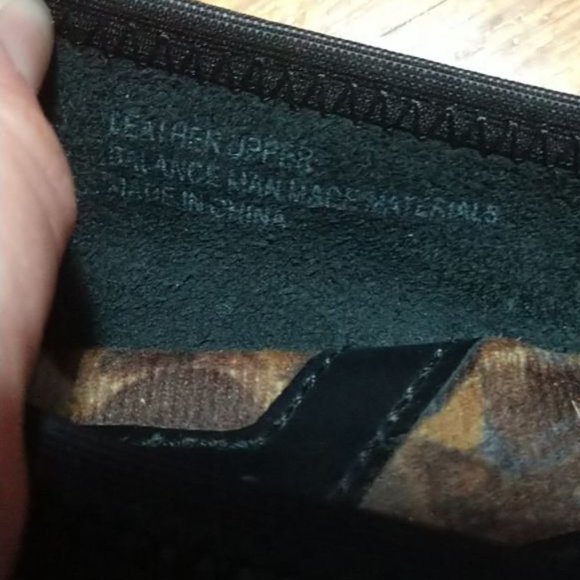 LEATHER UPPER
BALANCE MAN MADE MATERIALS
MADE IN CHINA